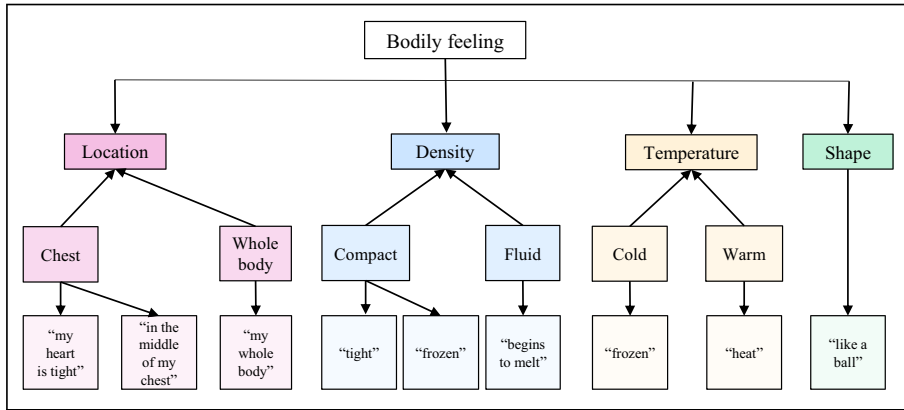 Bodily feeling
Location
Density
Temperature
Shape
Chest
Whole
body
Compact
Fluid
Cold
Warm
“my
heart
is tight”
“in the
middle
of my
chest”
“my
whole
body”
“tight”
“frozen”
“begins
to melt”
“frozen”
“heat”
“like a
ball”